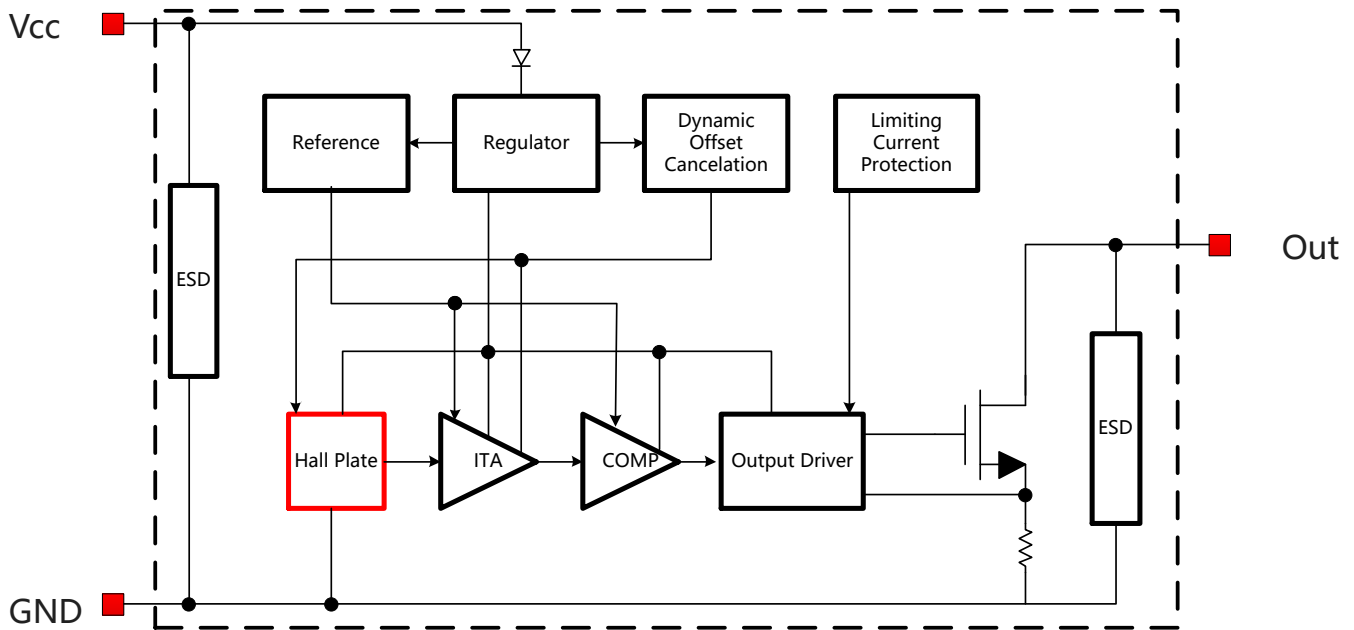 Vcc
Reference
Regulator
Dynamic
Offset
Cancelation
Limiting
Current
Protection
ESD
Out
Hall Plate
ITA
COMP
Output Driver
ESD
GND